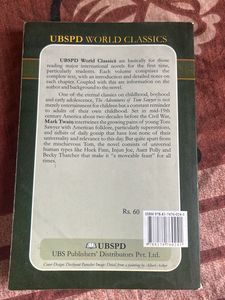 UBSPD WORLD CLASSICS
UBSPD World Classics are basically for those
reading major international novels for the first time,
particularly students. Each volume comprises the
complete text, with an introduction and detailed notes on
each chapter. Coupled with this are information on the
author and background to the novel.
One of the eternal classics on childhood, boyhood
and early adolescence, The Adventures of Tom Sawyer is not
merely entertainment for children but a constant reminder
to adults of their own childhood, but in mid-19th
century America about two decades before the Civil War,
Mark Twain intertwines the growing pains of young Tom
Sawyer with American folklore, particularly superstitions,
and affairs of daily gossip that have lost none of their
universality and relevance to this day. But quite apart from
the mischievous Tom, the novel consists of universal
human types like Huck Finn, Injun Joe, Aunt Polly and
Becky Thatcher that make it "a moveable feast" for all
times.
Rs. 60
UBSPD
UBS Publishers' Distributors Pvt. Ltd.